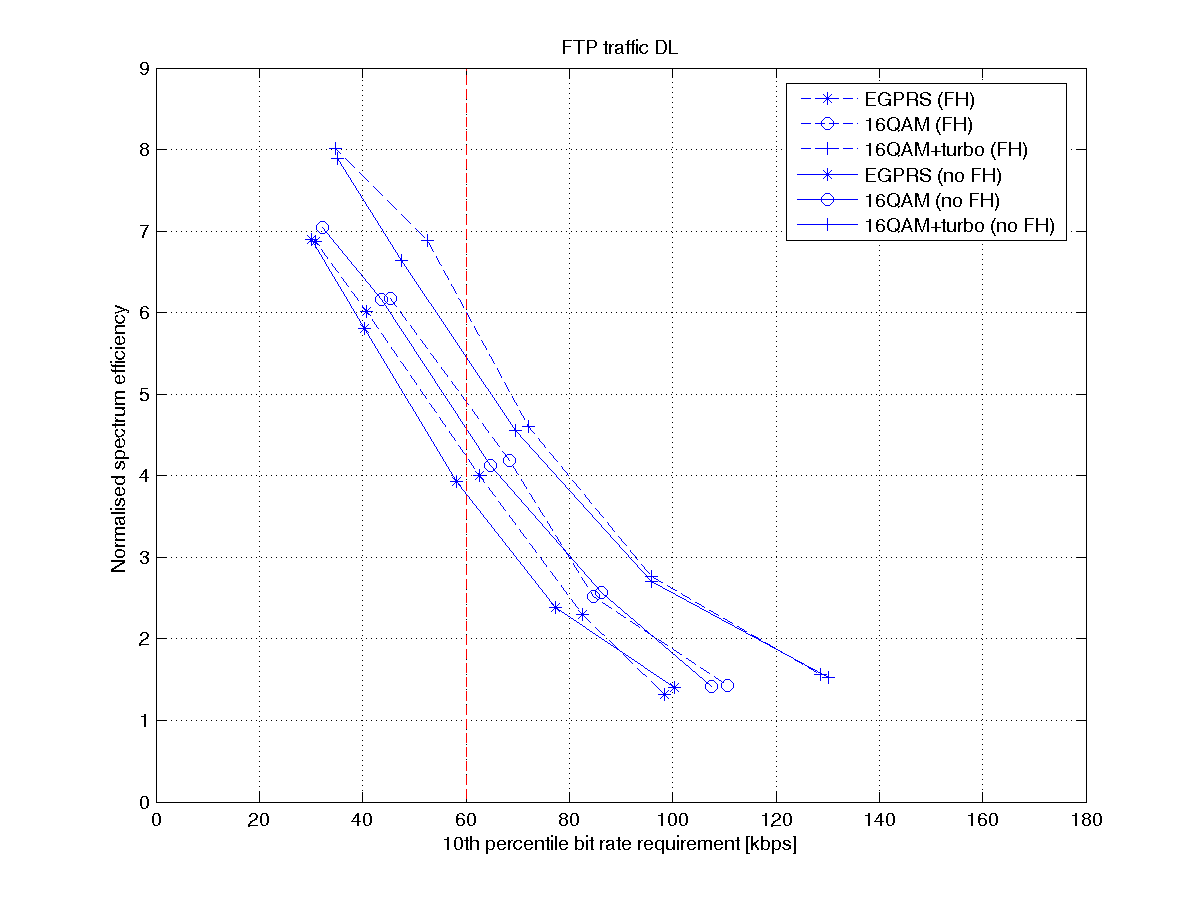 FTP traffic DL
9
8
7
6
5
4
3
2
1
0
Normalised spectrum efficiency
EGPRS (FH)
16QAM (FH)
16QAM+turbo (FH)
EGPRS (no FH)
16QAM (no FH)
16QAM+turbo (no FH)
0 20 40 60 80 100 120 140 160 180
10th percentile bit rate requirement [kbps]